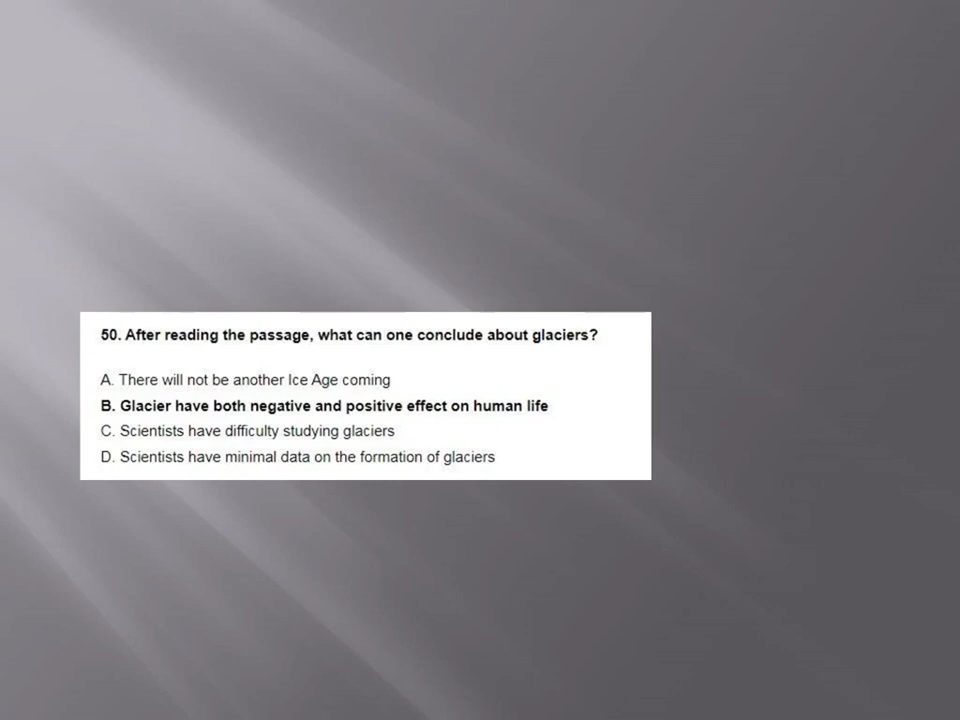 50. After reading the passage, what can one conclude about glaciers?
A. There will not be another Ice Age coming
B. Glacier have both negative and positive effect on human life
C. Scientists have difficulty studying glaciers
D. Scientists have minimal data on the formation of glaciers